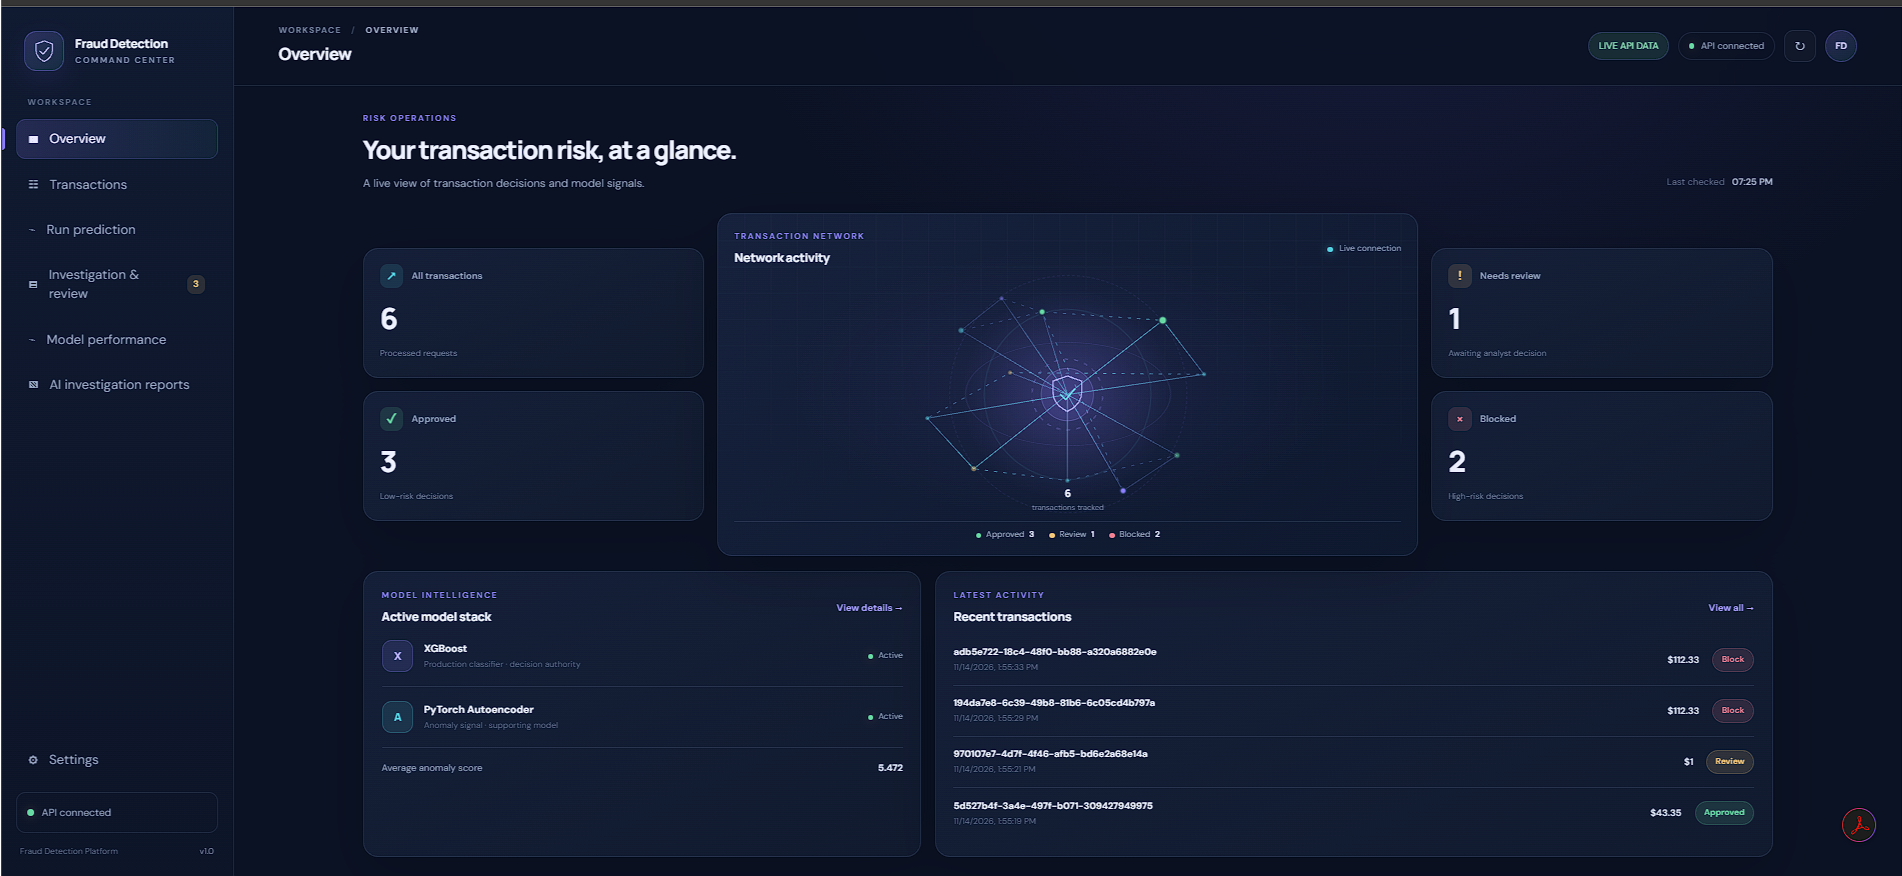 Fraud Detection
COMMAND CENTER
WORKSPACE
Overview
Transactions
Run prediction
Investigation &
review
3
Model performance
AI investigation reports
Settings
API connected
Fraud Detection Platform
v1.0
WORKSPACE / OVERVIEW
Overview
LIVE API DATA
API connected
FD
RISK OPERATIONS
Your transaction risk, at a glance.
A live view of transaction decisions and model signals.
Last checked 07:25 PM
All transactions
6
Processed requests
Approved
3
Low-risk decisions
TRANSACTION NETWORK
Network activity
Live connection
6
transactions tracked
Approved 3 Review 1 Blocked 2
Needs review
1
Awaiting analyst decision
Blocked
2
High-risk decisions
MODEL INTELLIGENCE
Active model stack
View details →
X
XGBoost
Production classifier · decision authority
Active
A
PyTorch Autoencoder
Anomaly signal · supporting model
Active
Average anomaly score
5.472
LATEST ACTIVITY
Recent transactions
View all →
adb5e722-18c4-48f0-bb88-a320a6882e0e
11/14/2026, 1:55:33 PM
$112.33
Block
194da7e8-6c39-49b8-81b6-6c05cd4b797a
11/14/2026, 1:55:29 PM
$112.33
Block
970107e7-4d7f-4f46-afb5-bd6e2a68e14a
11/14/2026, 1:55:21 PM
$1
Review
5d527b4f-3a4e-497f-b071-309427949975
11/14/2026, 1:55:19 PM
$43.35
Approved